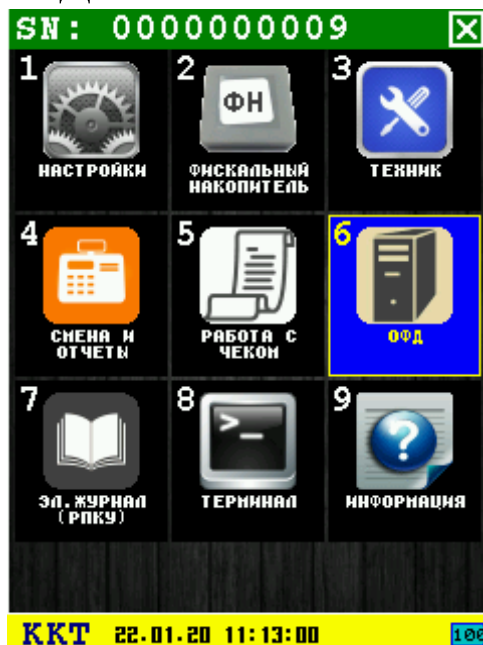 SN: 0000000009
1
НАСТРОЙКИ
2
ФН
ФИСКАЛЬНЫЙ
НАКОПИТЕЛЬ
3
ТЕХНИК
4
СМЕНА И
ОТЧЕТЫ
5
РАБОТА С
ЧЕКОМ
6
ОФД
7
ЭЛ.ЖУРНАЛ
(РПКУ)
8
>_
ТЕРМИНАЛ
9
?
ИНФОРМАЦИЯ
ККТ 22.01.20 11:13:00 100